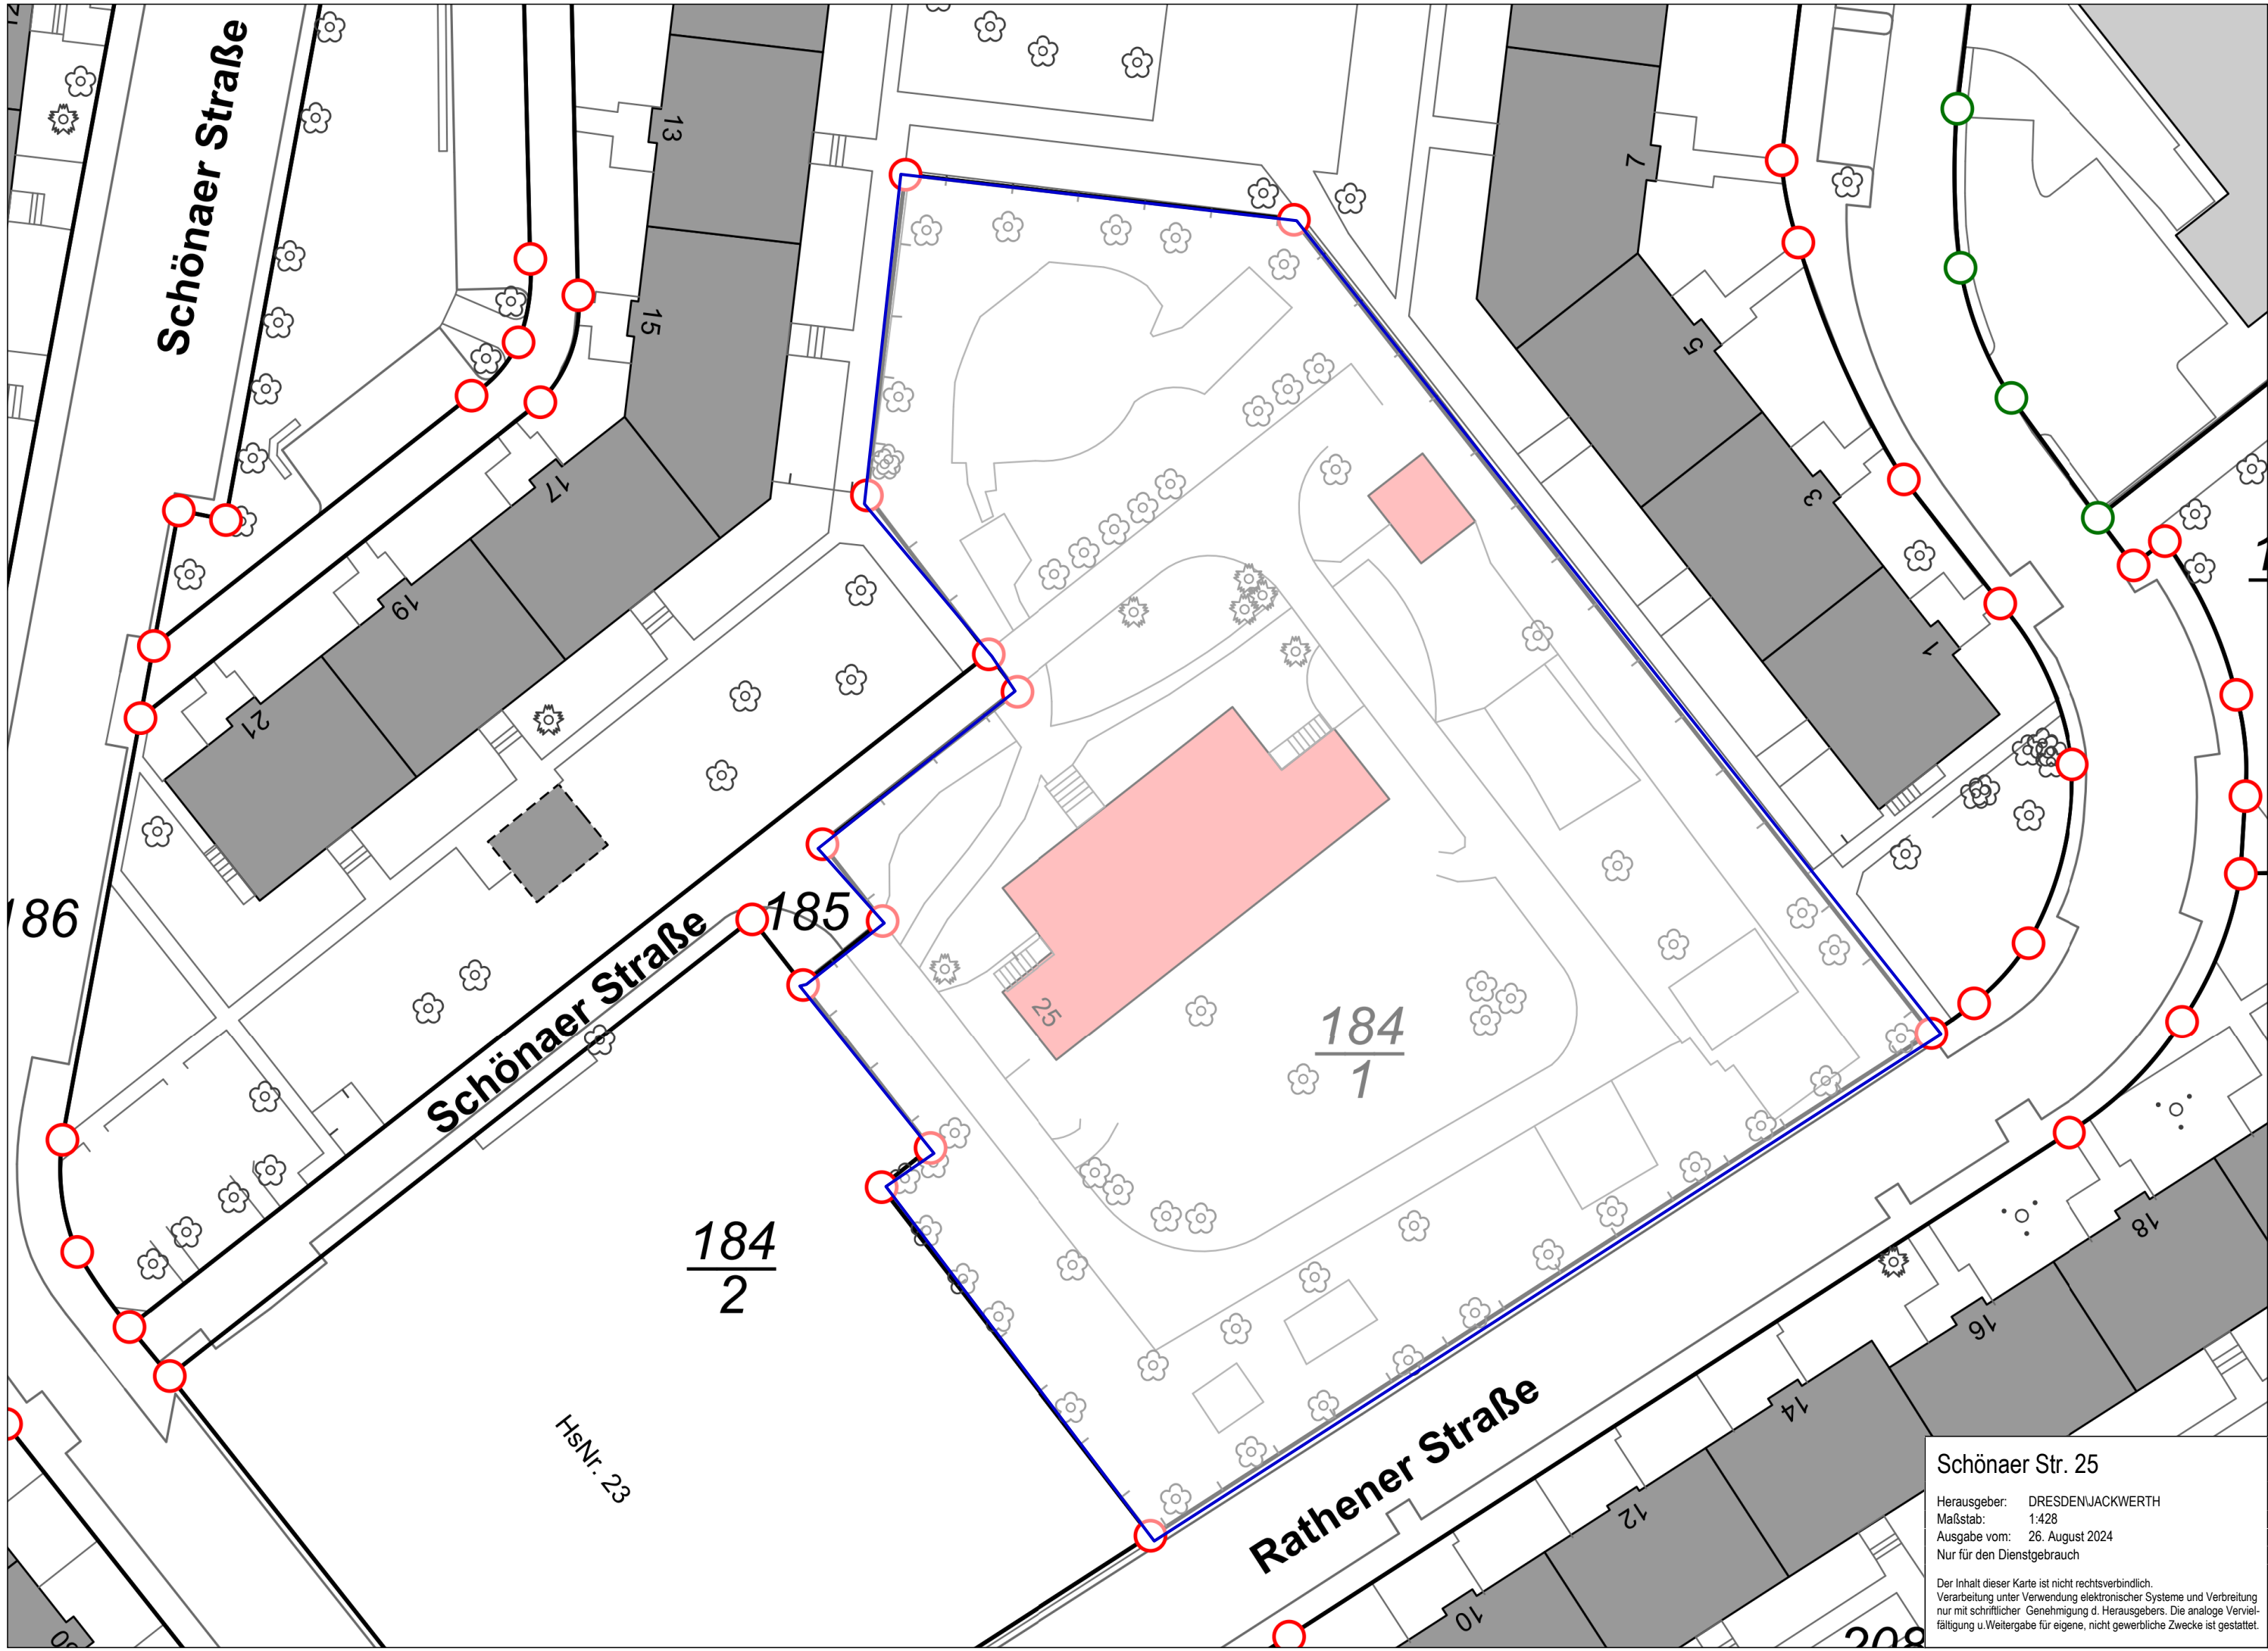 Schönaer Straße
13
15
17
19
21
7
5
3
1
186
185
Schönaer Straße
25
184
1
184
2
HsNr. 23
Rathener Straße
18
16
14
12
10
208
Schönaer Str. 25
Herausgeber: DRESDEN\JACKWERTH
Maßstab: 1:428
Ausgabe vom: 26. August 2024
Nur für den Dienstgebrauch
Der Inhalt dieser Karte ist nicht rechtsverbindlich.
Verarbeitung unter Verwendung elektronischer Systeme und Verbreitung
nur mit schriftlicher Genehmigung d. Herausgebers. Die analoge Verviel-
fältigung u.Weitergabe für eigene, nicht gewerbliche Zwecke ist gestattet.